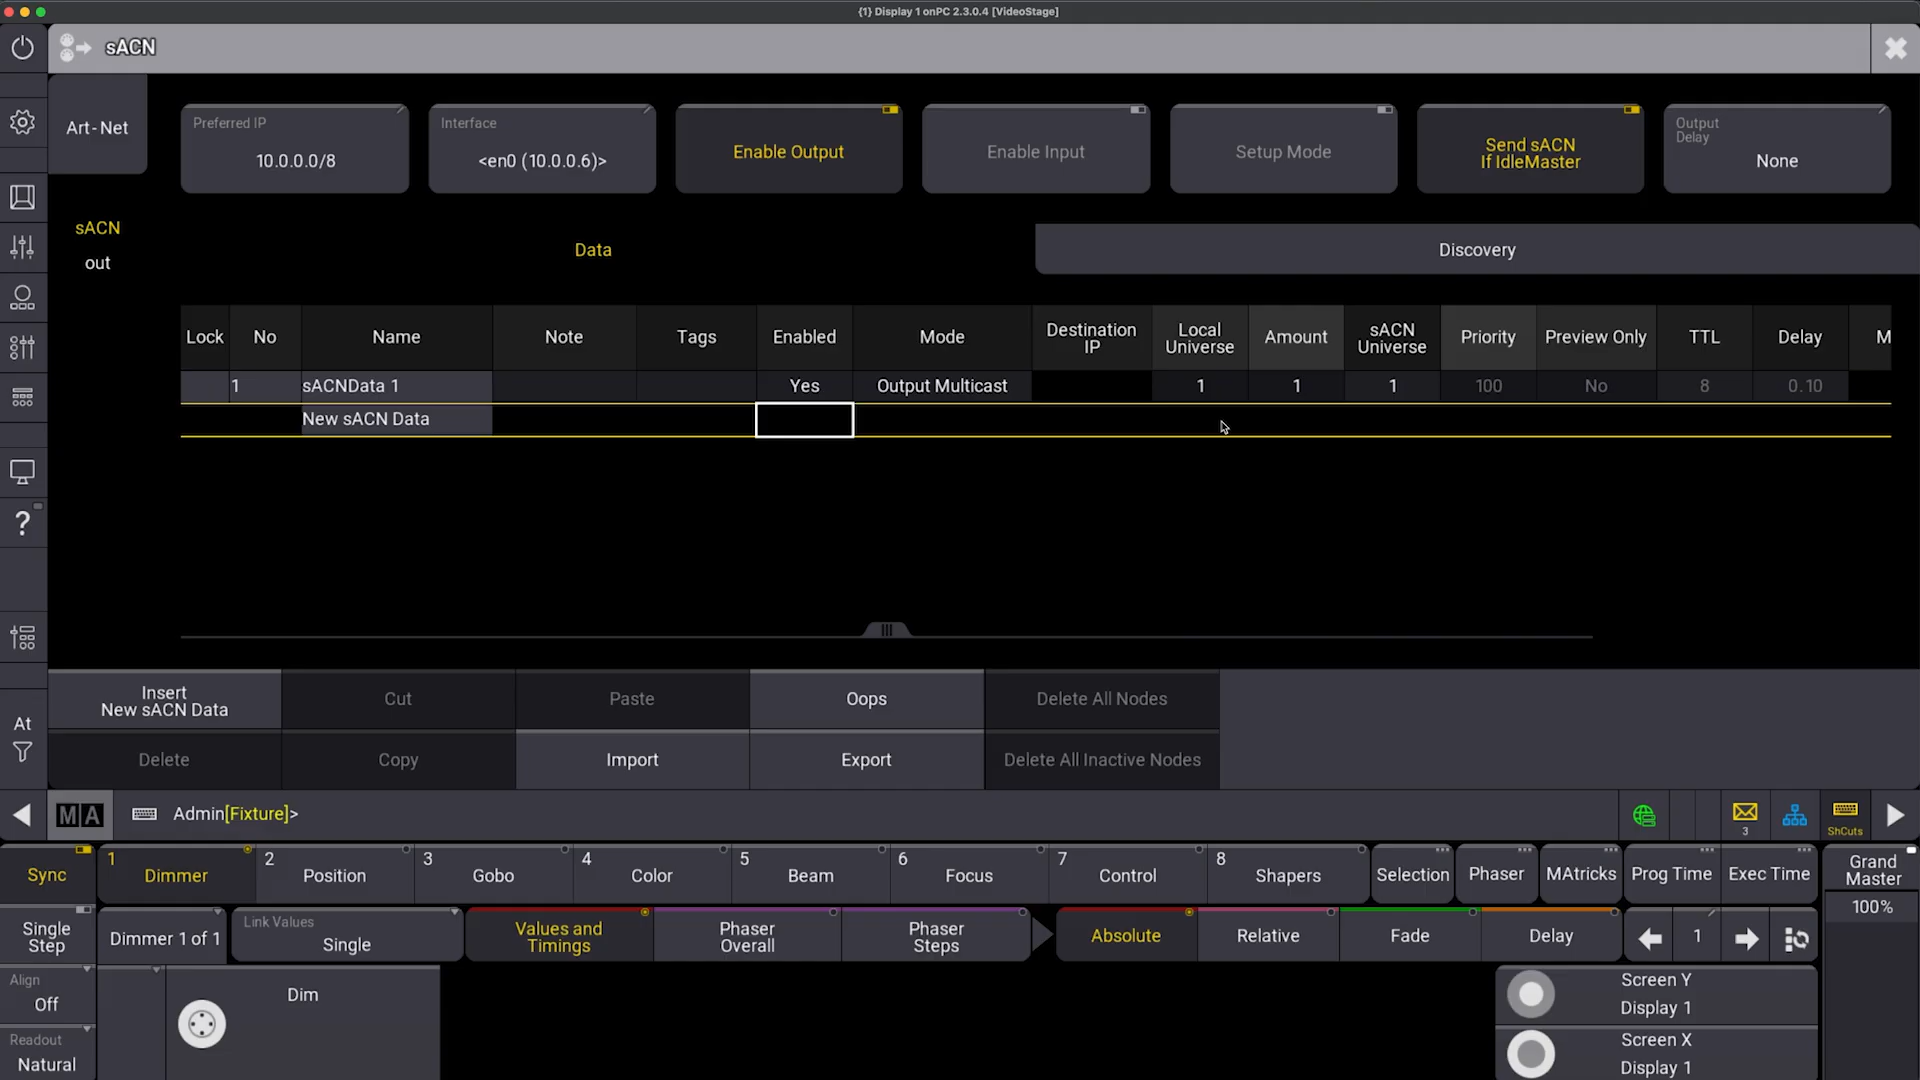 {1} Display 1 onPC 2.3.0.4 [VideoStage]
sACN
Art-Net
Preferred IP
10.0.0.0/8
Interface
<en0 (10.0.0.6)>
Enable Output
Enable Input
Setup Mode
Send sACN
If IdleMaster
Output
Delay
None
sACN
out
Data
Discovery
Lock No Name Note Tags Enabled Mode Destination IP Local Universe Amount sACN Universe Priority Preview Only TTL Delay M
1 sACNData 1 Yes Output Multicast 1 1 1 100 No 8 0.10
New sACN Data
Insert
New sACN Data
Cut
Paste
Oops
Delete All Nodes
Delete
Copy
Import
Export
Delete All Inactive Nodes
?
At
MA
Admin[Fixture]>
3
ShCuts
Sync
1 Dimmer
2 Position
3 Gobo
4 Color
5 Beam
6 Focus
7 Control
8 Shapers
Selection
Phaser
MAtricks
Prog Time
Exec Time
Grand
Master
100%
Single
Step
Dimmer 1 of 1
Link Values
Single
Values and
Timings
Phaser
Overall
Phaser
Steps
Absolute
Relative
Fade
Delay
1
Align
Off
Dim
Readout
Natural
Screen Y
Display 1
Screen X
Display 1